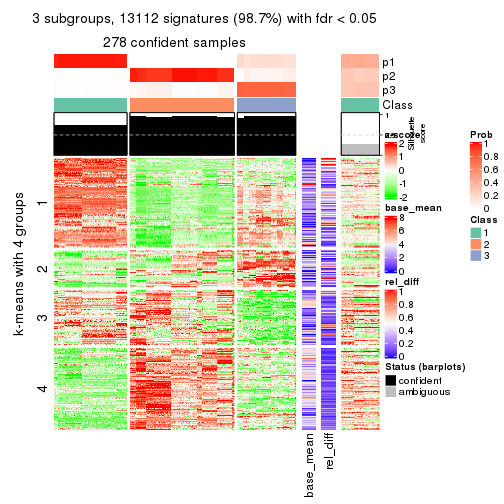 3 subgroups, 13112 signatures (98.7%) with fdr < 0.05
278 confident samples
p1
p2
p3
Class
1
Silhouette
score
k-means with 4 groups
1
2
3
4
base_mean
rel_diff
z-score
2
1
0
-1
-2
base_mean
8
6
4
2
0
rel_diff
1
0.8
0.6
0.4
0.2
0
Status (barplots)
confident
ambiguous
Prob
1
0.8
0.6
0.4
0.2
0
Class
1
2
3